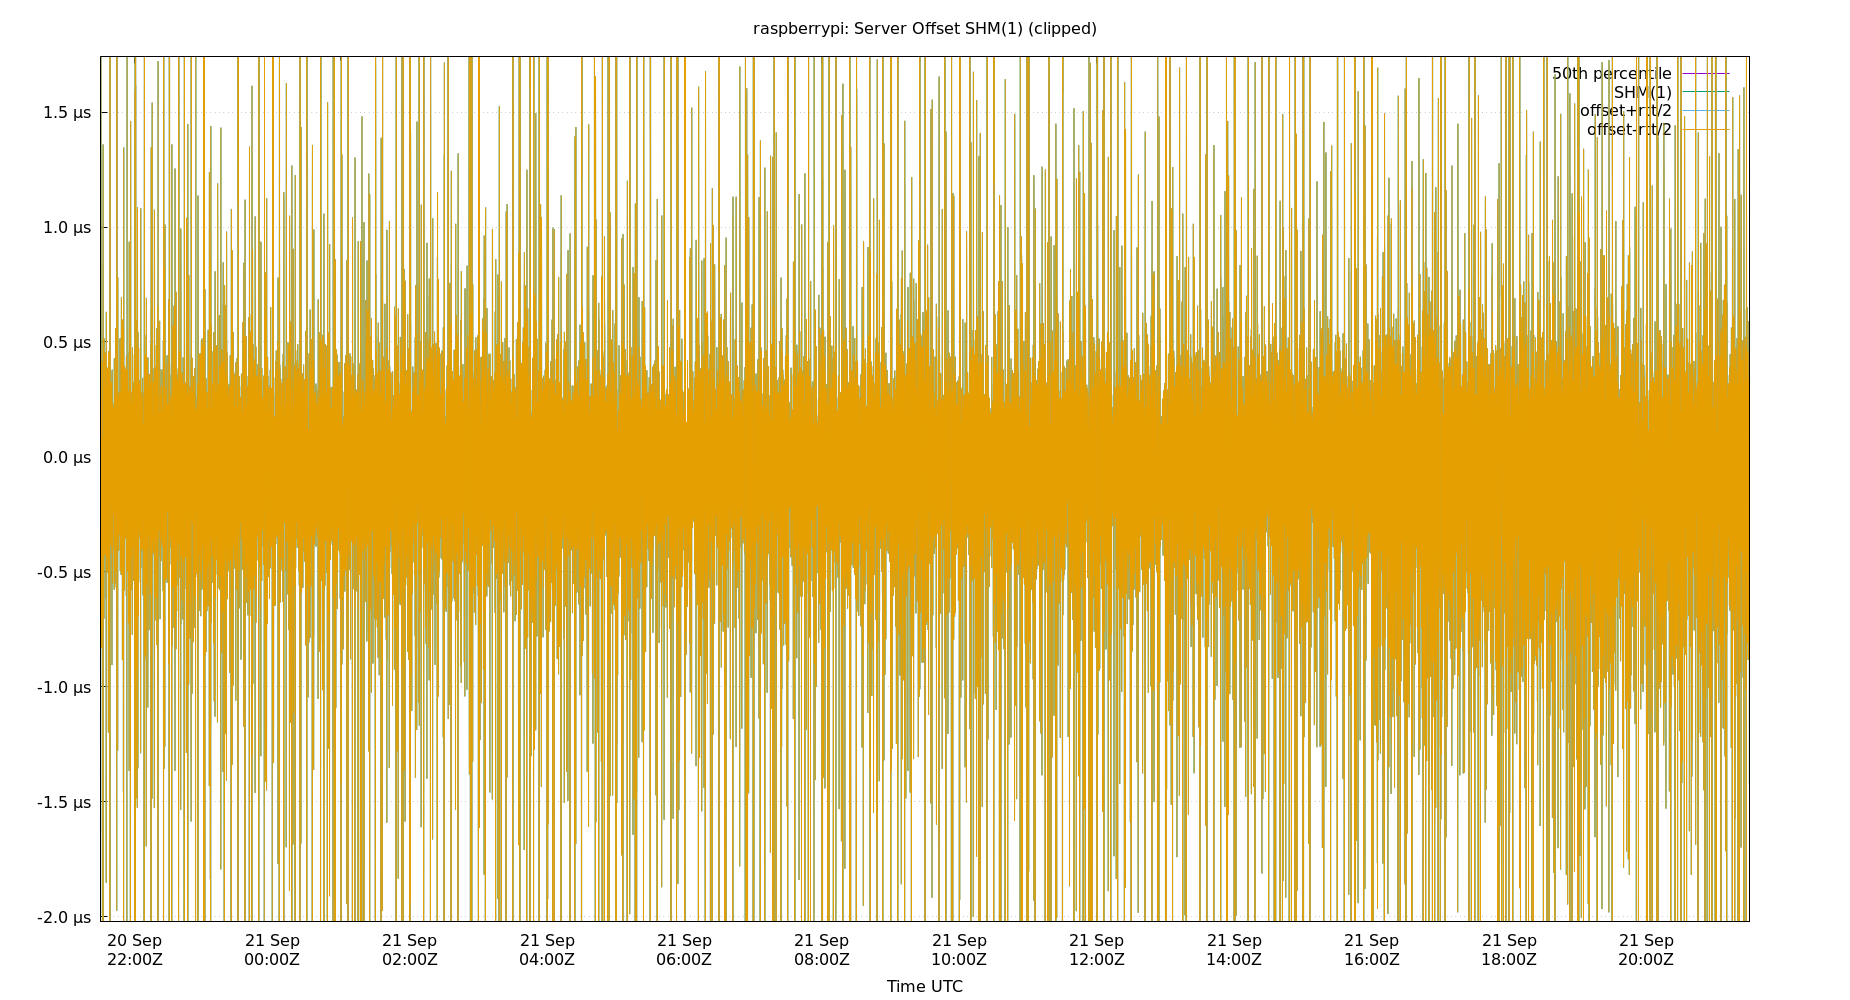 raspberrypi: Server Offset SHM(1) (clipped)
50th percentile
SHM(1)
offset+rtt/2
offset-rtt/2
1.5 µs
1.0 µs
0.5 µs
0.0 µs
-0.5 µs
-1.0 µs
-1.5 µs
-2.0 µs
20 Sep 21 Sep 21 Sep 21 Sep 21 Sep 21 Sep 21 Sep 21 Sep 21 Sep 21 Sep 21 Sep 21 Sep
22:00Z 00:00Z 02:00Z 04:00Z 06:00Z 08:00Z 10:00Z 12:00Z 14:00Z 16:00Z 18:00Z 20:00Z
Time UTC